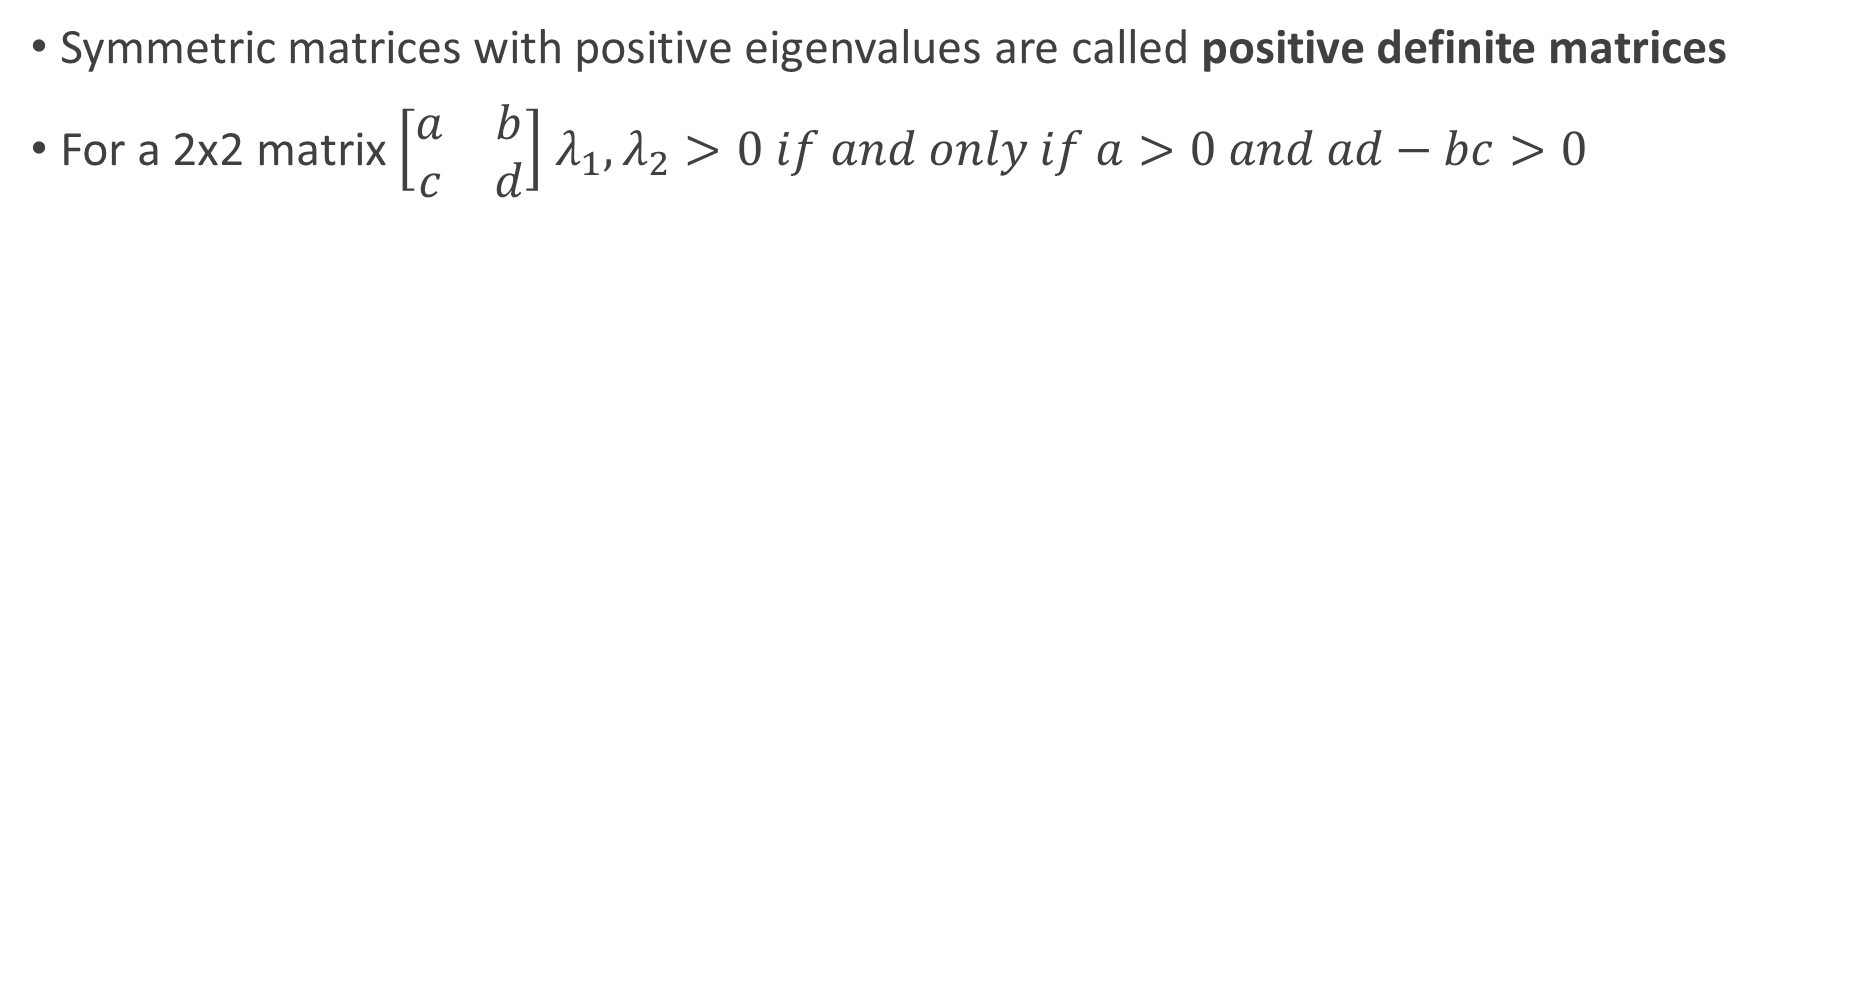 • Symmetric matrices with positive eigenvalues are called positive definite matrices
• For a 2x2 matrix [a b; c d] λ₁, λ₂ > 0 if and only if a > 0 and ad − bc > 0